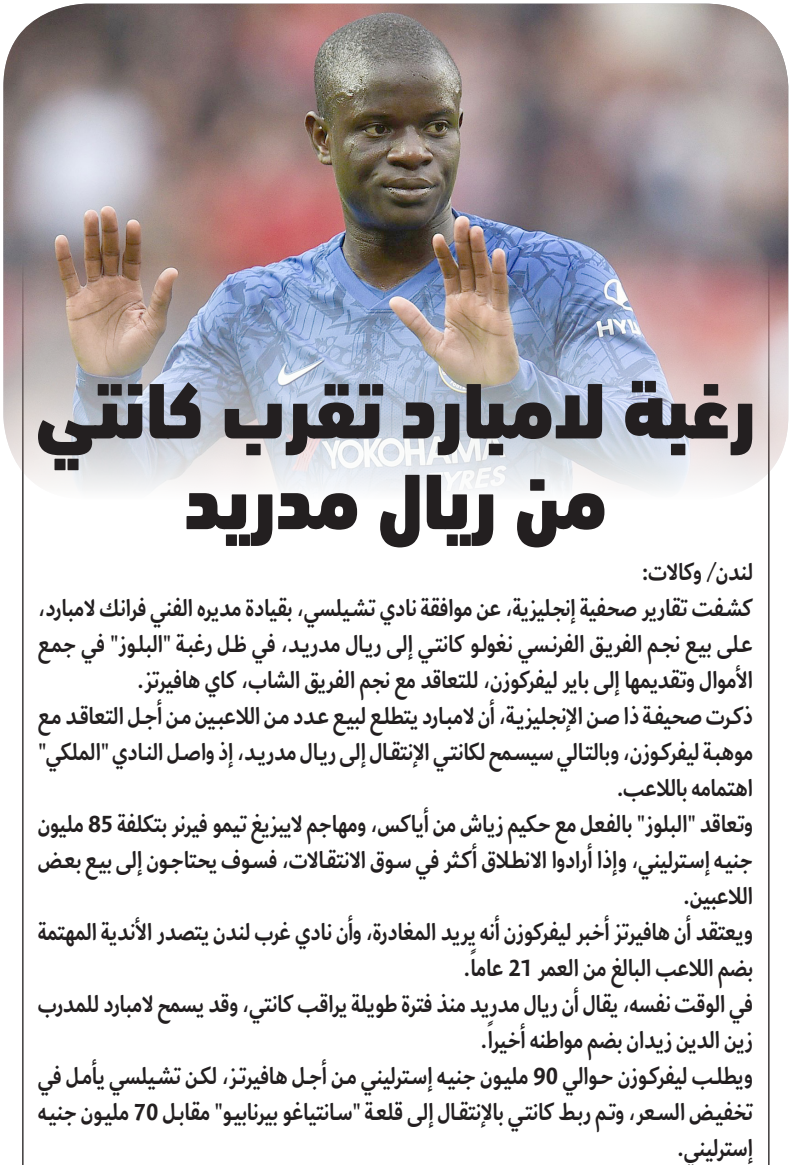 HYU
YOKOHAMA
TYRES
رغبة لامبارد تقرب كانتي
من ريال مدريد
لندن/ وكالات:
كشفت تقارير صحفية إنجليزية، عن موافقة نادي تشيلسي، بقيادة مديره الفني فرانك لامبارد،
على بيع نجم الفريق الفرنسي نغولو كانتي إلى ريال مدريد، في ظل رغبة "البلوز" في جمع
الأموال وتقديمها إلى باير ليفركوزن، للتعاقد مع نجم الفريق الشاب، كاي هافيرتز.
ذكرت صحيفة ذا صن الإنجليزية، أن لامبارد يتطلع لبيع عدد من اللاعبين من أجل التعاقد مع
موهبة ليفركوزن، وبالتالي سيسمح لكانتي الإنتقال إلى ريال مدريد، إذ واصل النادي "الملكي"
اهتمامه باللاعب.
وتعاقد "البلوز" بالفعل مع حكيم زياش من أياكس، ومهاجم لايبزيغ تيمو فيرنر بتكلفة 85 مليون
جنيه إسترليني، وإذا أرادوا الانطلاق أكثر في سوق الانتقالات، فسوف يحتاجون إلى بيع بعض
اللاعبين.
ويعتقد أن هافيرتز أخبر ليفركوزن أنه يريد المغادرة، وأن نادي غرب لندن يتصدر الأندية المهتمة
بضم اللاعب البالغ من العمر 21 عاماً.
في الوقت نفسه، يقال أن ريال مدريد منذ فترة طويلة يراقب كانتي، وقد يسمح لامبارد للمدرب
زين الدين زيدان بضم مواطنه أخيراً.
ويطلب ليفركوزن حوالي 90 مليون جنيه إسترليني من أجل هافيرتز، لكن تشيلسي يأمل في
تخفيض السعر، وتم ربط كانتي بالإنتقال إلى قلعة "سانتياغو بيرنابيو" مقابل 70 مليون جنيه
إسترليني.